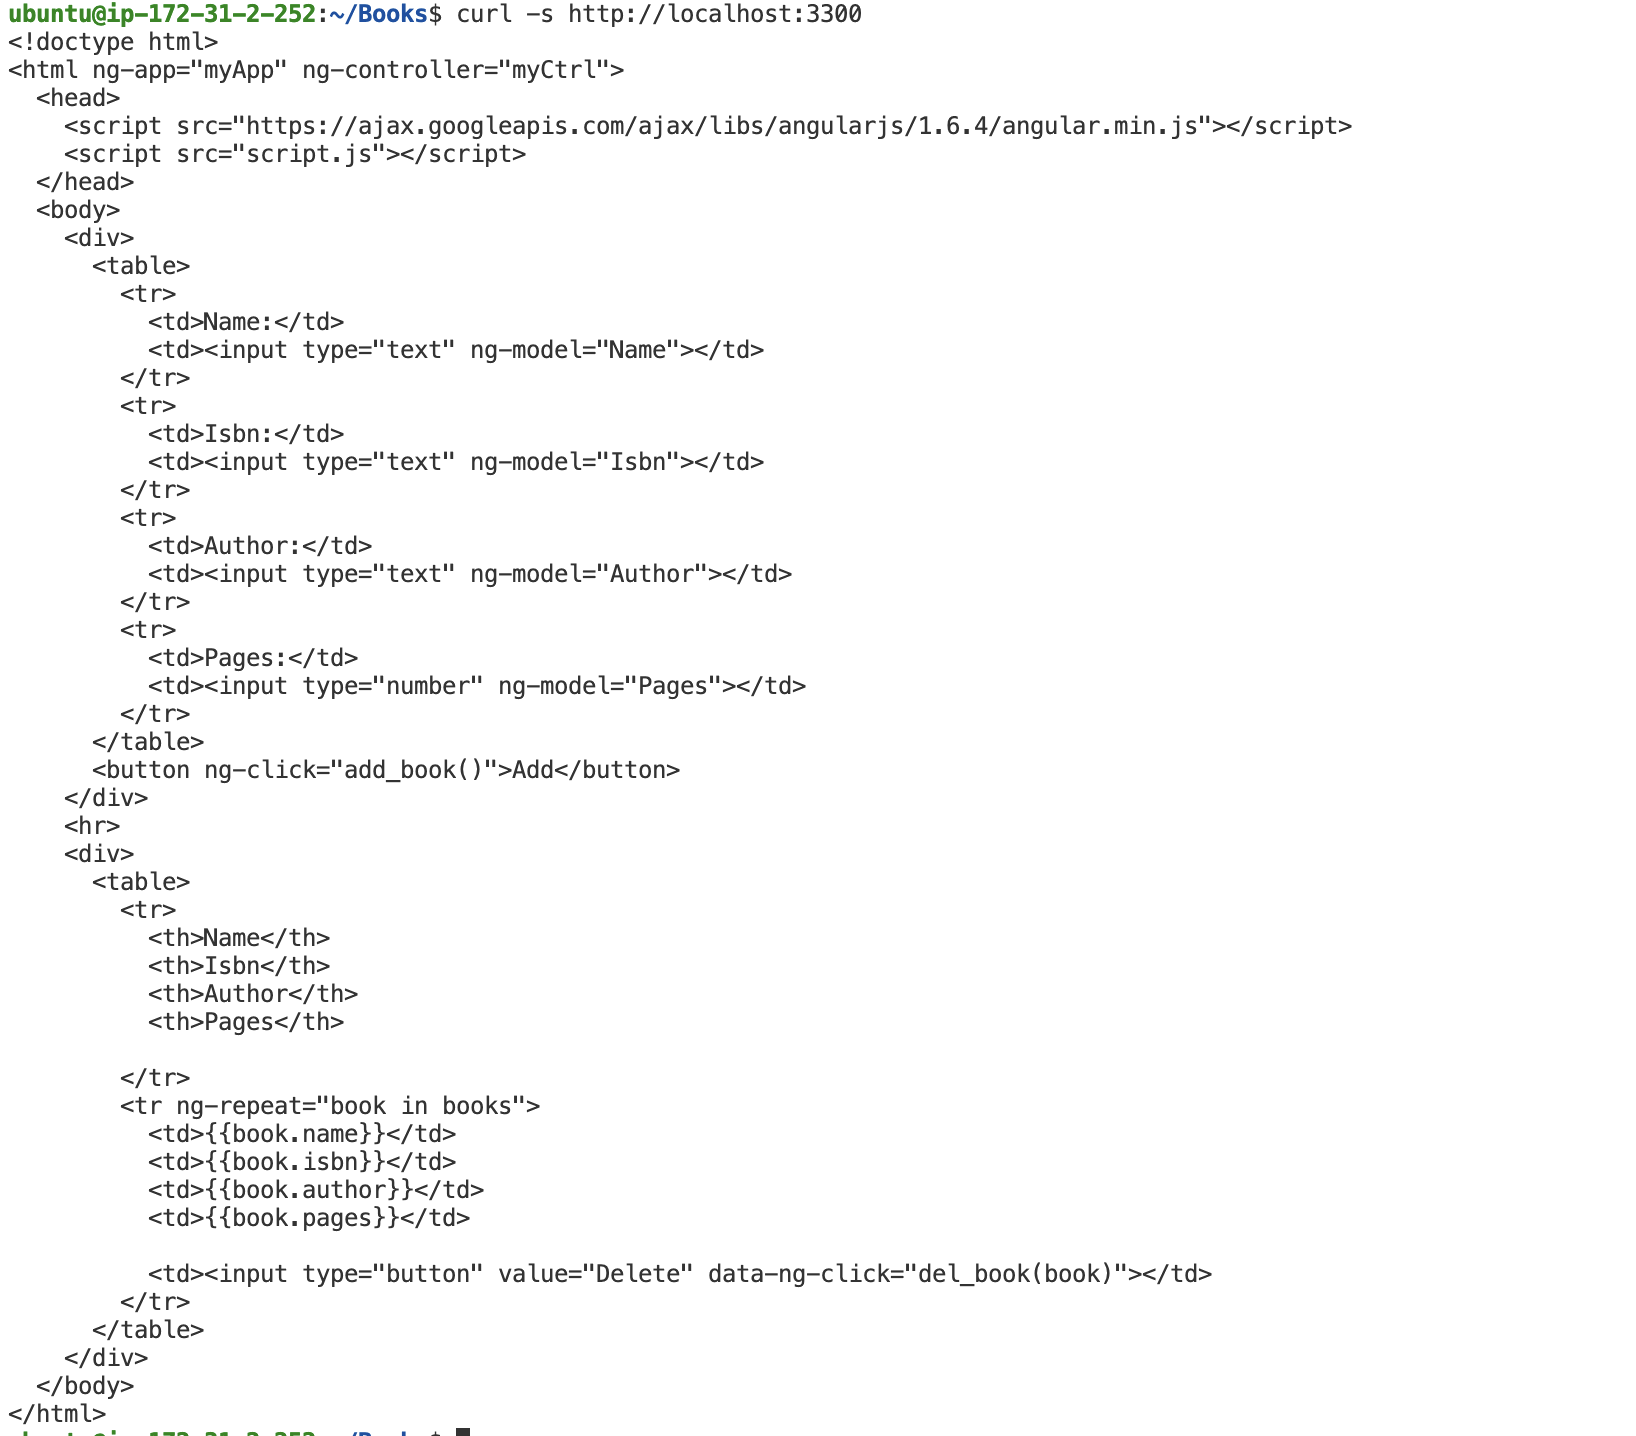 ubuntu@ip-172-31-2-252:~/Books$ curl -s http://localhost:3300
<!doctype html>
<html ng-app="myApp" ng-controller="myCtrl">
  <head>
    <script src="https://ajax.googleapis.com/ajax/libs/angularjs/1.6.4/angular.min.js"></script>
    <script src="script.js"></script>
  </head>
  <body>
    <div>
      <table>
        <tr>
          <td>Name:</td>
          <td><input type="text" ng-model="Name"></td>
        </tr>
        <tr>
          <td>Isbn:</td>
          <td><input type="text" ng-model="Isbn"></td>
        </tr>
        <tr>
          <td>Author:</td>
          <td><input type="text" ng-model="Author"></td>
        </tr>
        <tr>
          <td>Pages:</td>
          <td><input type="number" ng-model="Pages"></td>
        </tr>
      </table>
      <button ng-click="add_book()">Add</button>
    </div>
    <hr>
    <div>
      <table>
        <tr>
          <th>Name</th>
          <th>Isbn</th>
          <th>Author</th>
          <th>Pages</th>

        </tr>
        <tr ng-repeat="book in books">
          <td>{{book.name}}</td>
          <td>{{book.isbn}}</td>
          <td>{{book.author}}</td>
          <td>{{book.pages}}</td>

          <td><input type="button" value="Delete" data-ng-click="del_book(book)"></td>
        </tr>
      </table>
    </div>
  </body>
</html>
ubuntu@ip-172-31-2-252:~/Books$